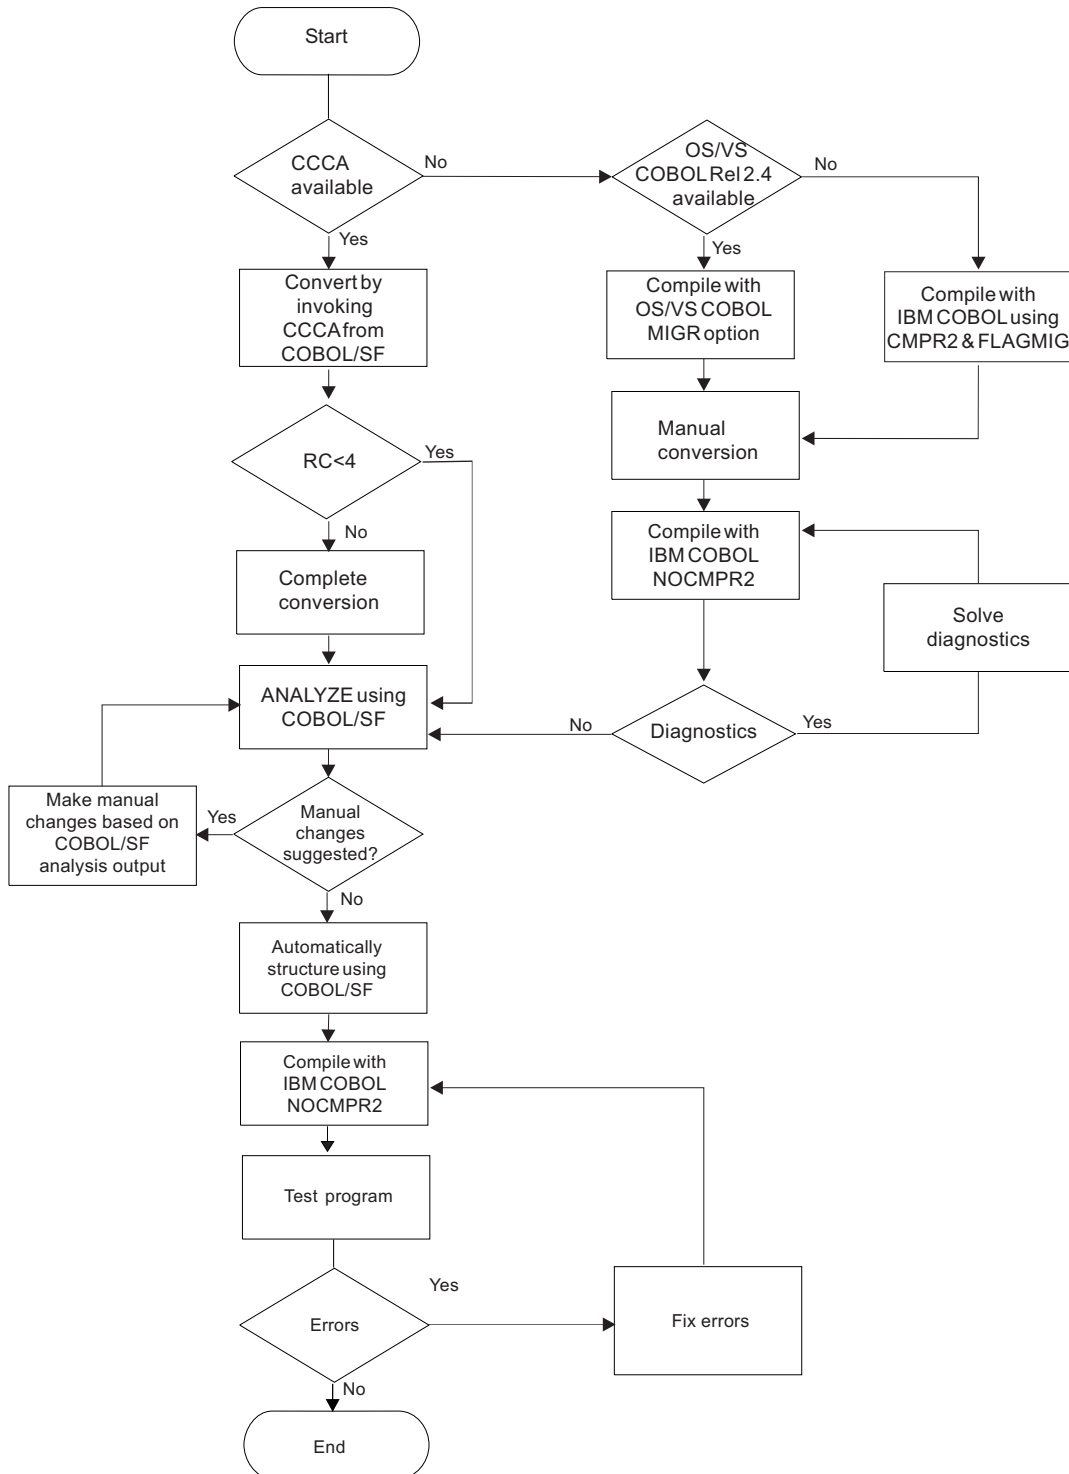 Start
CCCA
available
No
OS/VS
COBOL Rel 2.4
available
No
Yes
Yes
Convert by
invoking
CCCA from
COBOL/SF
Compile with
OS/VS COBOL
MIGR option
Compile with
IBM COBOL using
CMPR2 & FLAGMIG
RC<4
Yes
Manual
conversion
No
Compile with
IBM COBOL
NOCMPR2
Complete
conversion
Solve
diagnostics
ANALYZE using
COBOL/SF
No
Diagnostics
Yes
Make manual
changes based on
COBOL/SF
analysis output
Yes
Manual
changes
suggested?
No
Automatically
structure using
COBOL/SF
Compile with
IBM COBOL
NOCMPR2
Test program
Yes
Errors
Fix errors
No
End